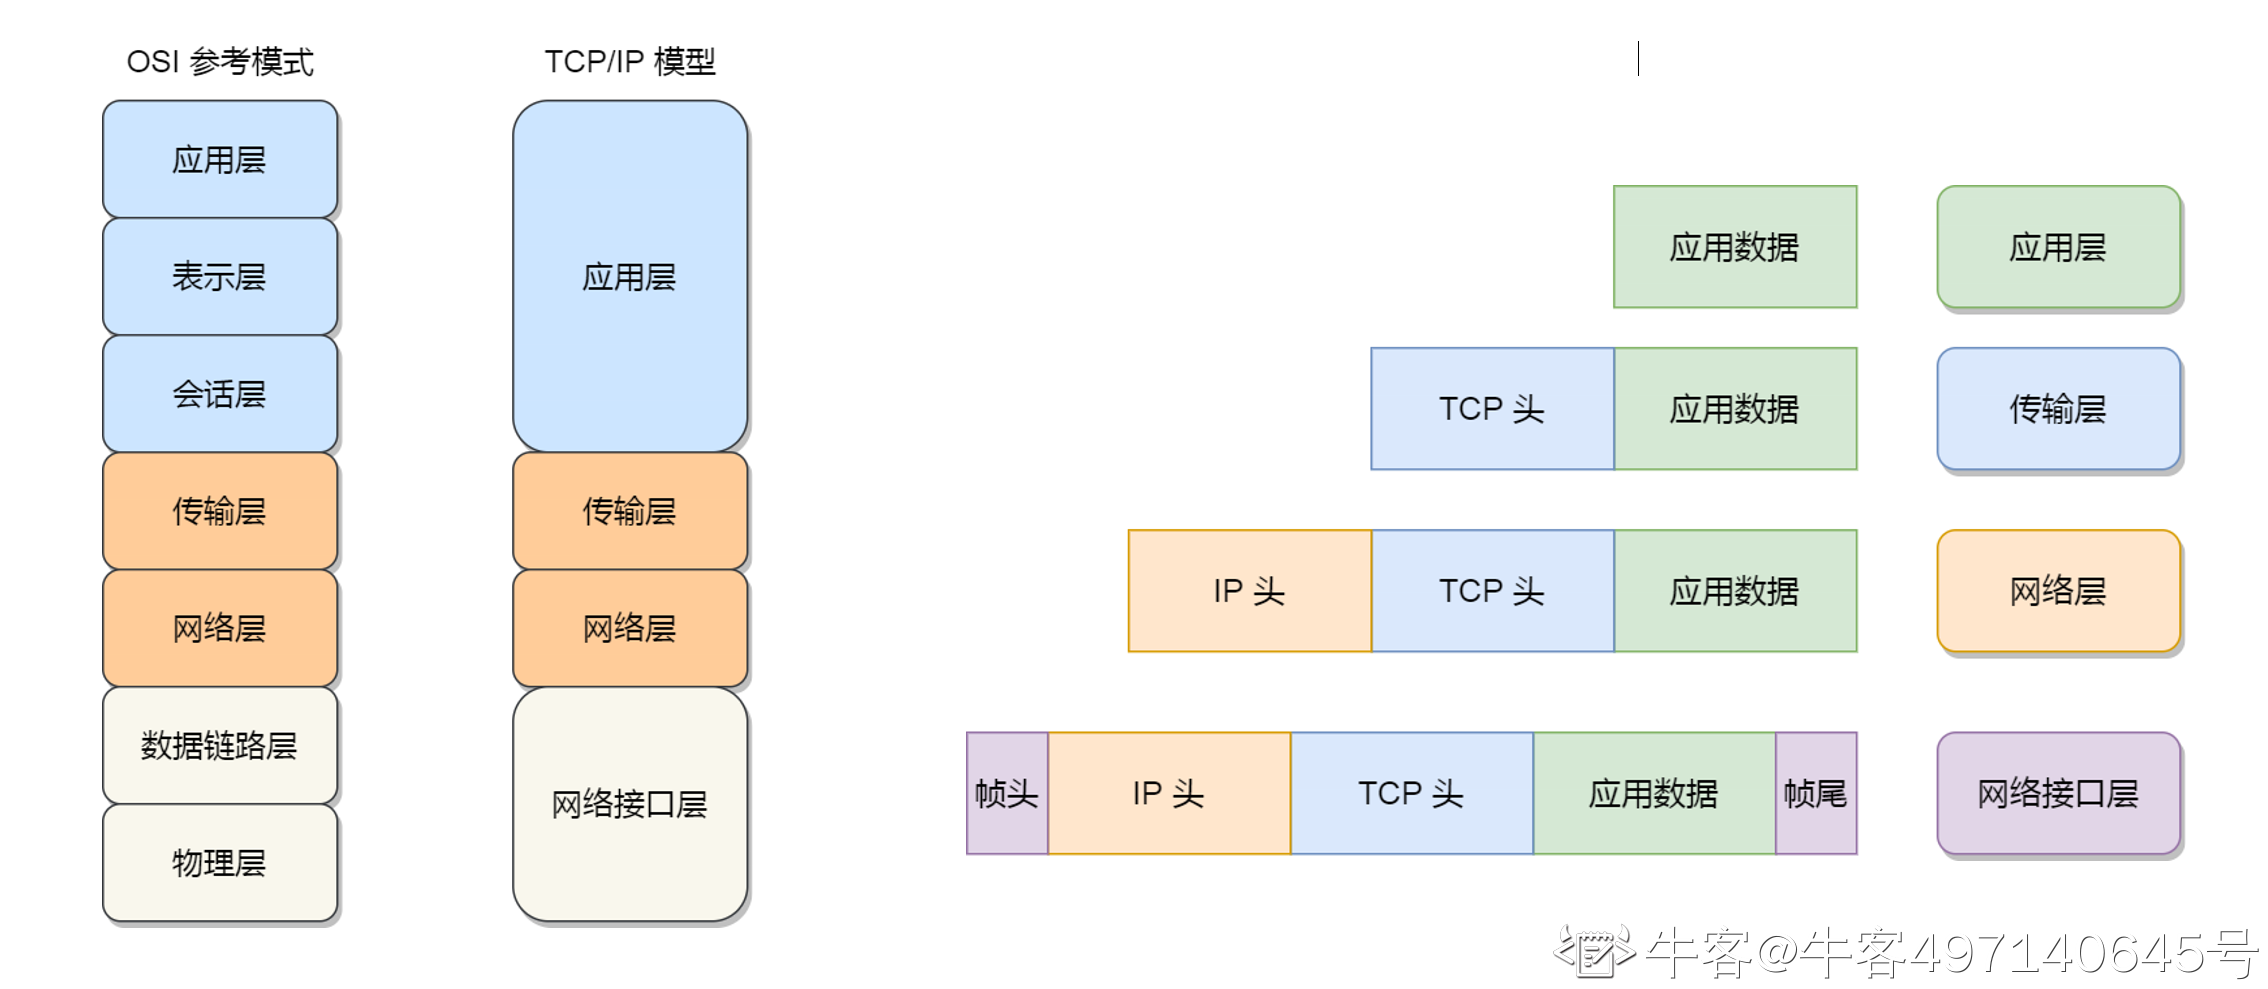 OSI 参考模式
应用层
表示层
会话层
传输层
网络层
数据链路层
物理层
TCP/IP 模型
应用层
传输层
网络层
网络接口层
应用数据
应用层
TCP 头
应用数据
传输层
IP 头
TCP 头
应用数据
网络层
帧头
IP 头
TCP 头
应用数据
帧尾
网络接口层
牛客@牛客497140645号